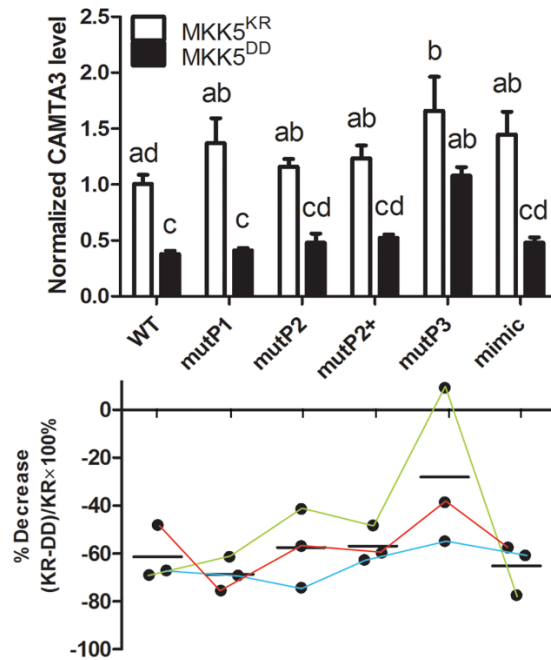 Normalized CAMTA3 level
2.5
2.0
1.5
1.0
0.5
0.0
MKK5KR
MKK5DD
ad
c
ab
c
ab
cd
ab
cd
b
ab
ab
cd
WT
mutP1
mutP2
mutP2+
mutP3
mimic
% Decrease
(KR-DD)/KR×100%
0
-20
-40
-60
-80
-100